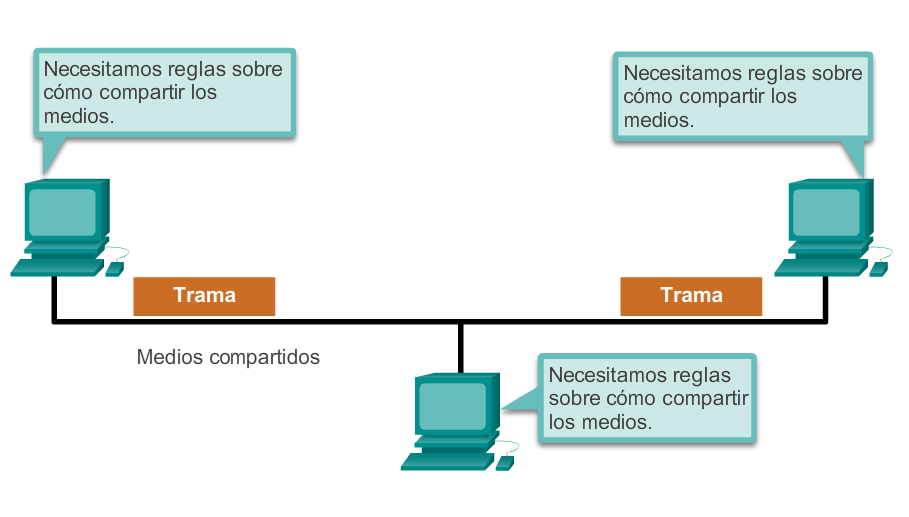 Necesitamos reglas sobre
cómo compartir los
medios.
Necesitamos reglas sobre
cómo compartir los
medios.
Trama
Trama
Medios compartidos
Necesitamos reglas
sobre cómo compartir
los medios.